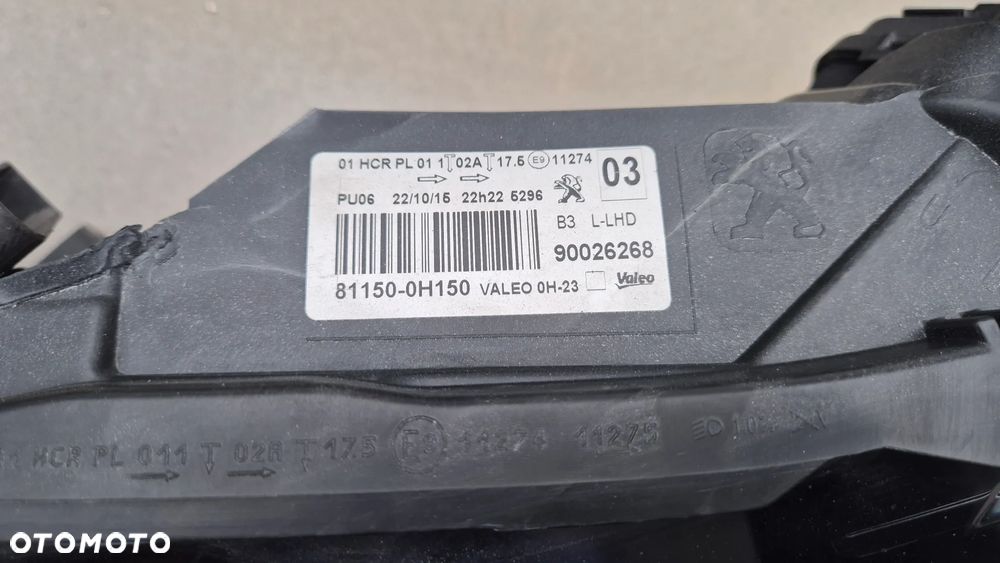 01 HCR PL 01 1 02A 17.5 E9 11274
03
PU06 22/10/15 22h22 5296
B3 L-LHD
90026268
81150-0H150 VALEO 0H-23 Valeo
HCR PL 011 02A 17.5 E9 11274 11275
OTOMOTO